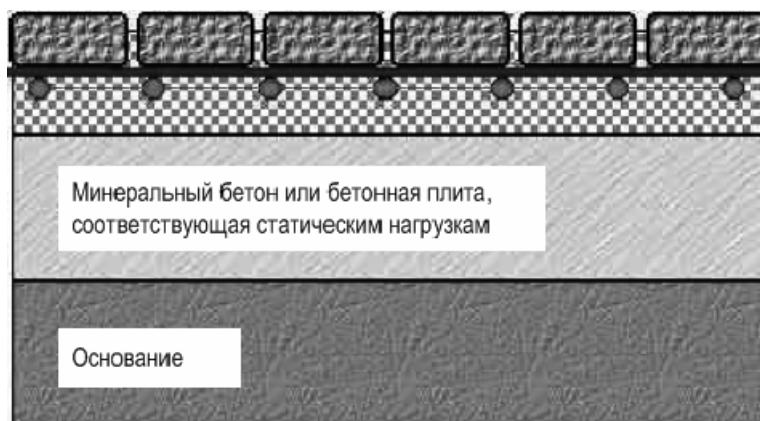 Минеральный бетон или бетонная плита,
соответствующая статическим нагрузкам
Основание